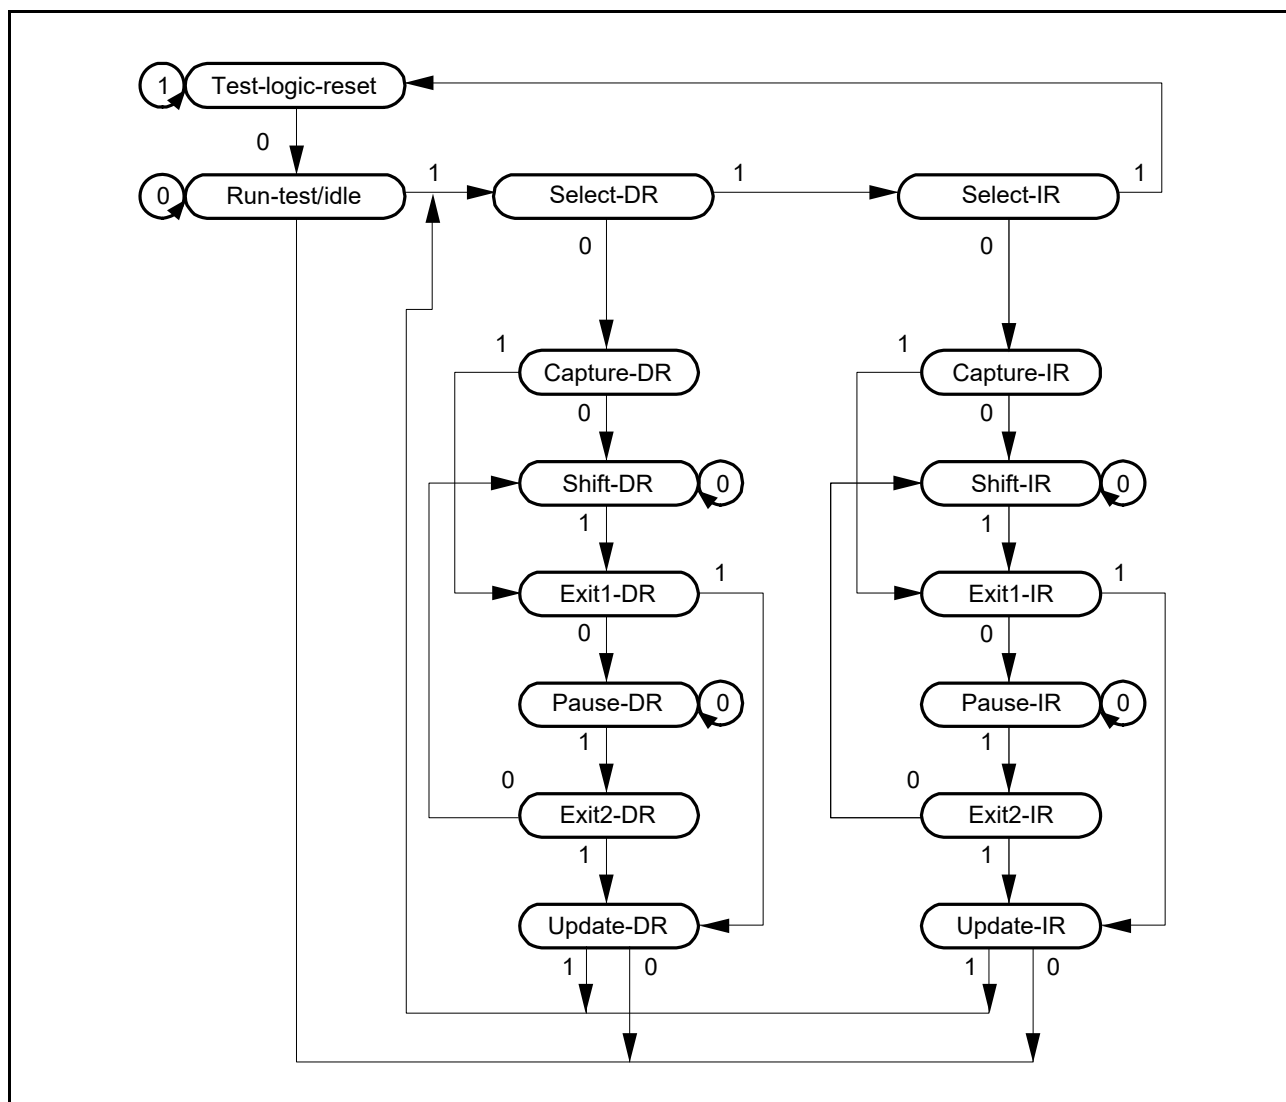 1 Test-logic-reset
0
0 Run-test/idle 1 Select-DR 1 Select-IR 1
0 0
1 1
Capture-DR Capture-IR
0 0
Shift-DR 0 Shift-IR 0
1 1
Exit1-DR 1 Exit1-IR 1
0 0
Pause-DR 0 Pause-IR 0
1 1
0 0
Exit2-DR Exit2-IR
1 1
Update-DR Update-IR
1 0 1 0